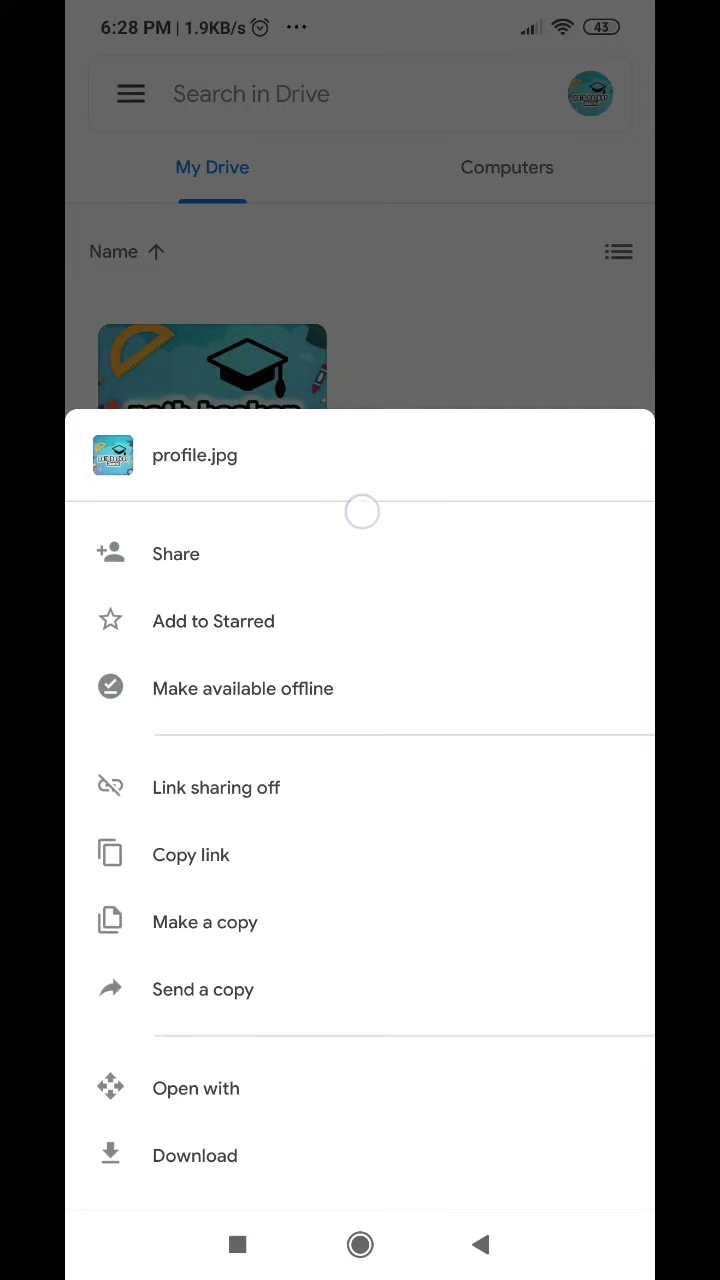 6:28 PM | 1.9KB/s
43
Search in Drive
My Drive
Computers
Name
profile.jpg
Share
Add to Starred
Make available offline
Link sharing off
Copy link
Make a copy
Send a copy
Open with
Download